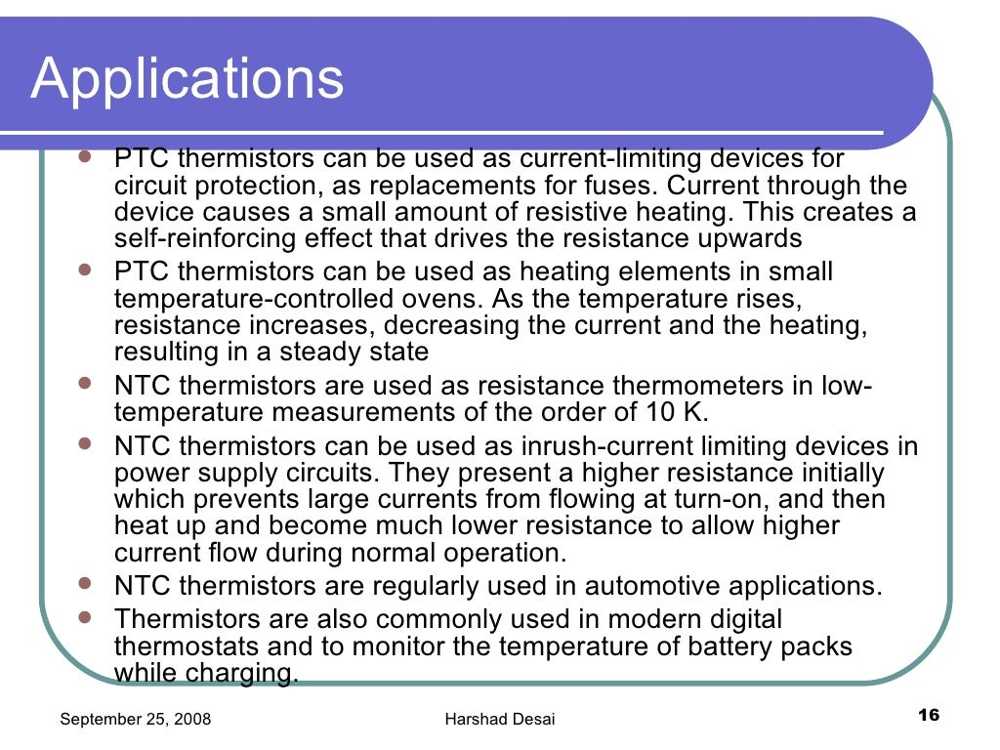 Applications
PTC thermistors can be used as current-limiting devices for
circuit protection, as replacements for fuses. Current through the
device causes a small amount of resistive heating. This creates a
self-reinforcing effect that drives the resistance upwards
PTC thermistors can be used as heating elements in small
temperature-controlled ovens. As the temperature rises,
resistance increases, decreasing the current and the heating,
resulting in a steady state
NTC thermistors are used as resistance thermometers in low-
temperature measurements of the order of 10 K.
NTC thermistors can be used as inrush-current limiting devices in
power supply circuits. They present a higher resistance initially
which prevents large currents from flowing at turn-on, and then
heat up and become much lower resistance to allow higher
current flow during normal operation.
NTC thermistors are regularly used in automotive applications.
Thermistors are also commonly used in modern digital
thermostats and to monitor the temperature of battery packs
while charging.
September 25, 2008
Harshad Desai
16